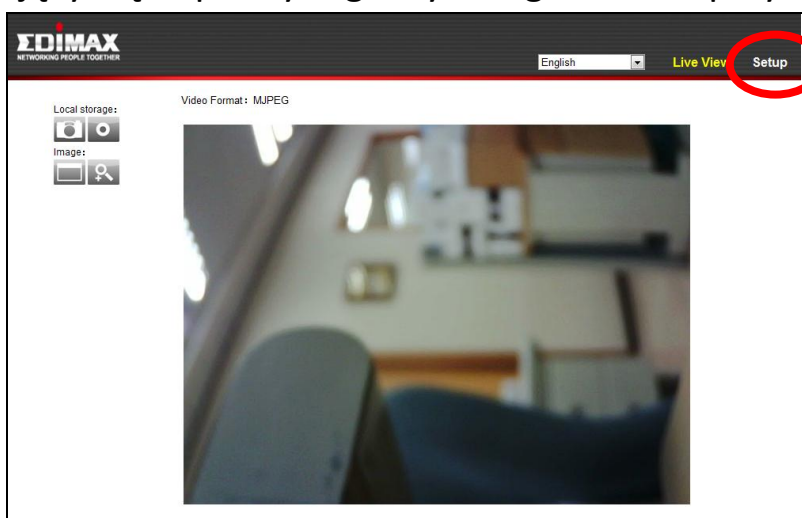 EDIMAX
NETWORKING PEOPLE TOGETHER
English
Live View
Setup
Local storage:
Video Format: MJPEG
Image: